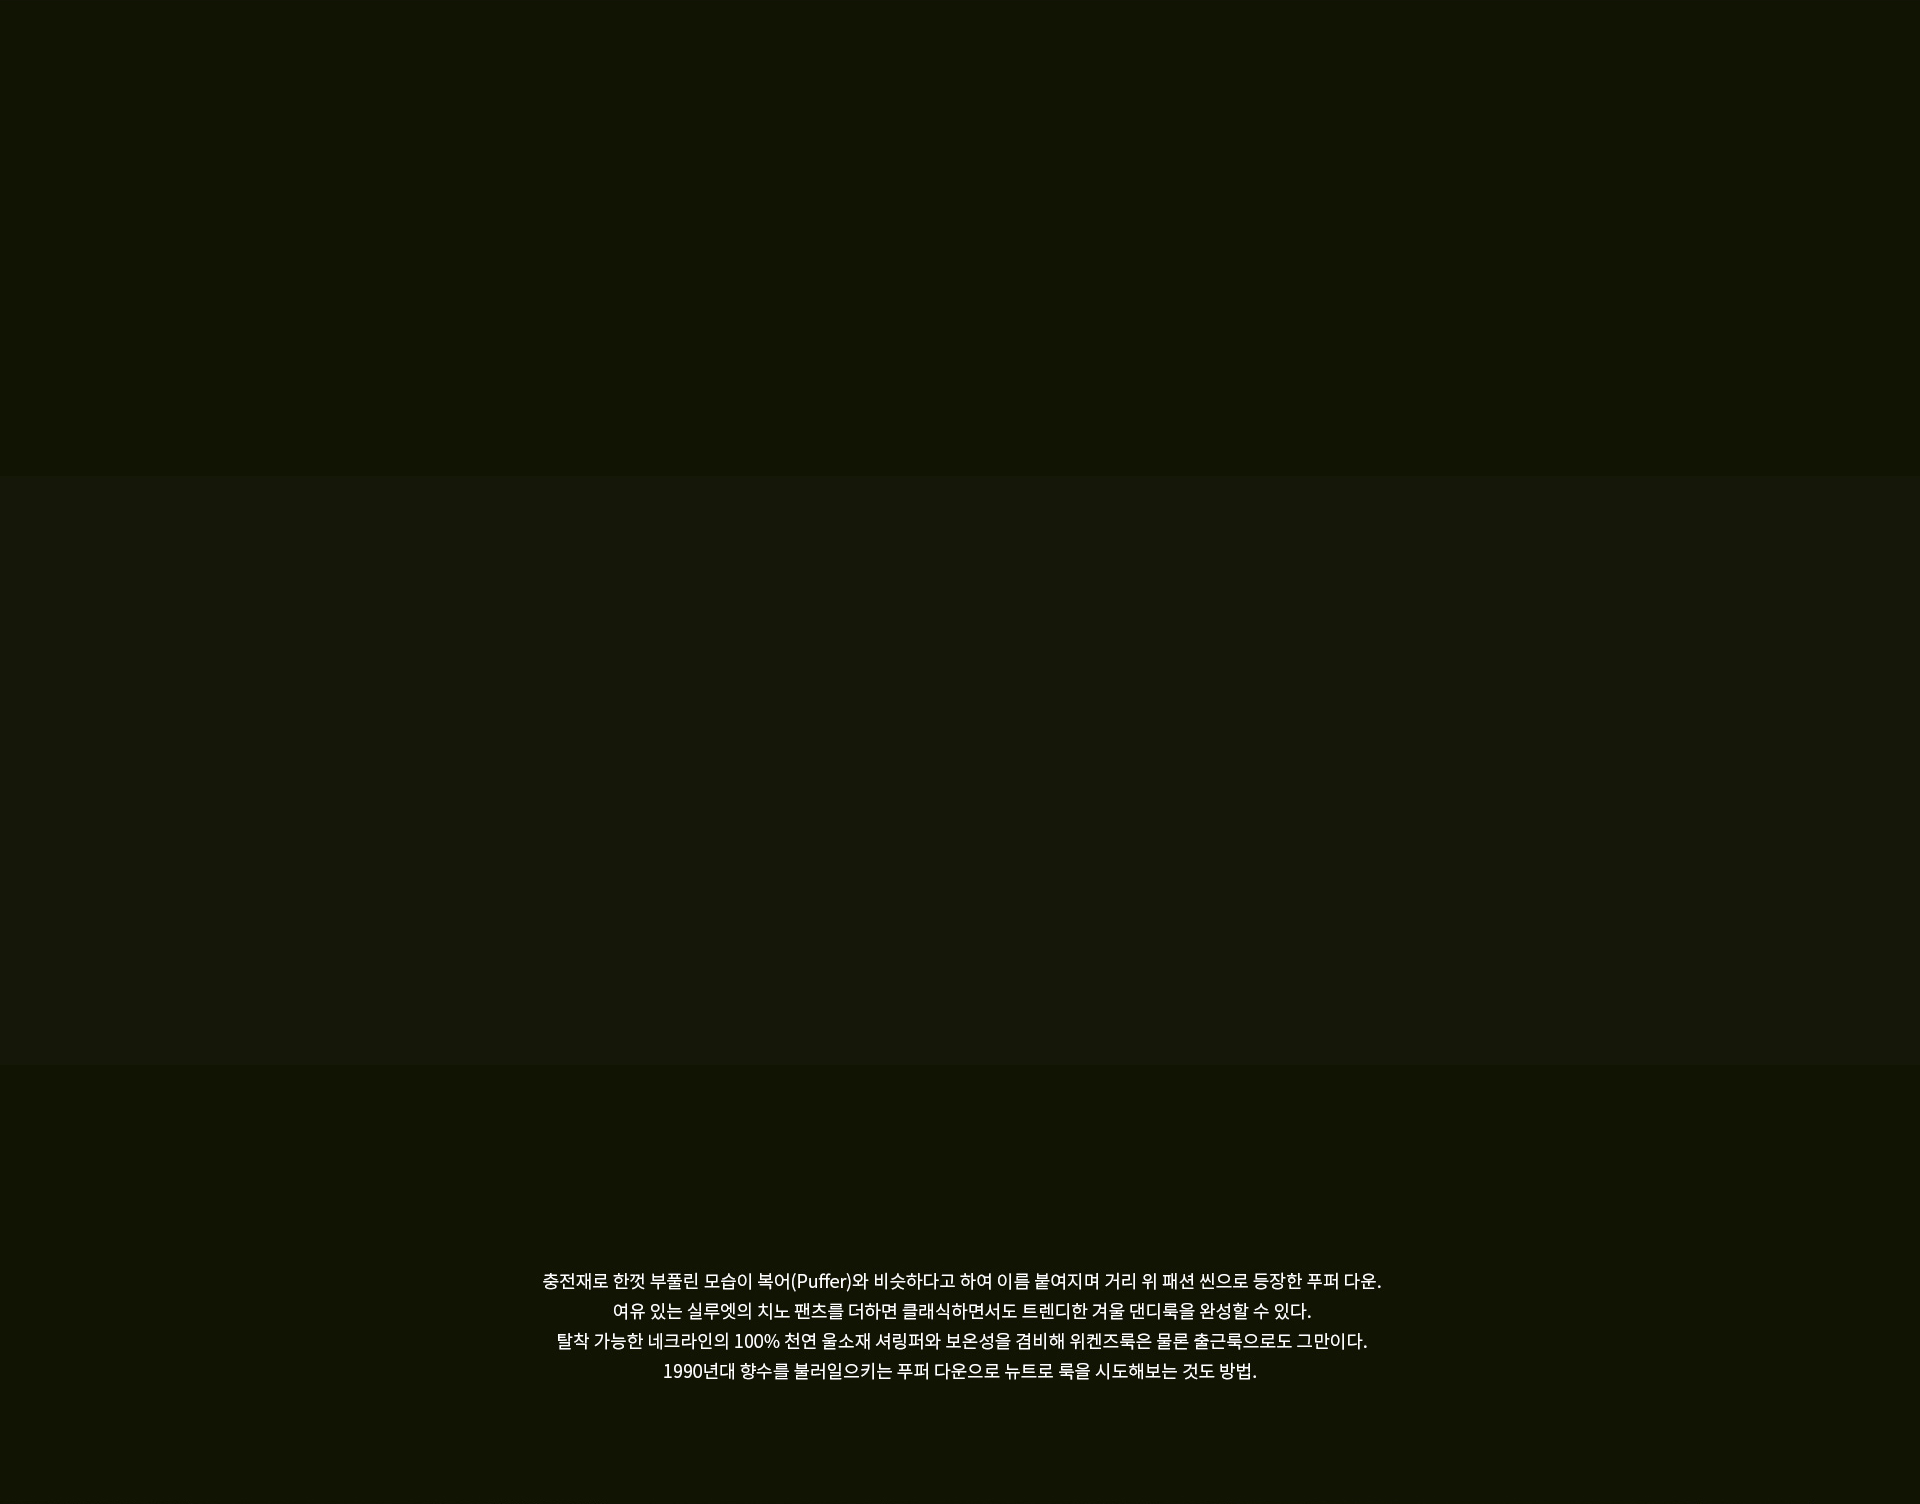 충전재로 한껏 부풀린 모습이 복어(Puffer)와 비슷하다고 하여 이름 붙여지며 거리 위 패션 씬으로 등장한 푸퍼 다운.
여유 있는 실루엣의 치노 팬츠를 더하면 클래식하면서도 트렌디한 겨울 댄디룩을 완성할 수 있다.
탈착 가능한 네크라인의 100% 천연 울소재 셔링퍼와 보온성을 겸비해 위켄즈룩은 물론 출근룩으로도 그만이다.
1990년대 향수를 불러일으키는 푸퍼 다운으로 뉴트로 룩을 시도해보는 것도 방법.